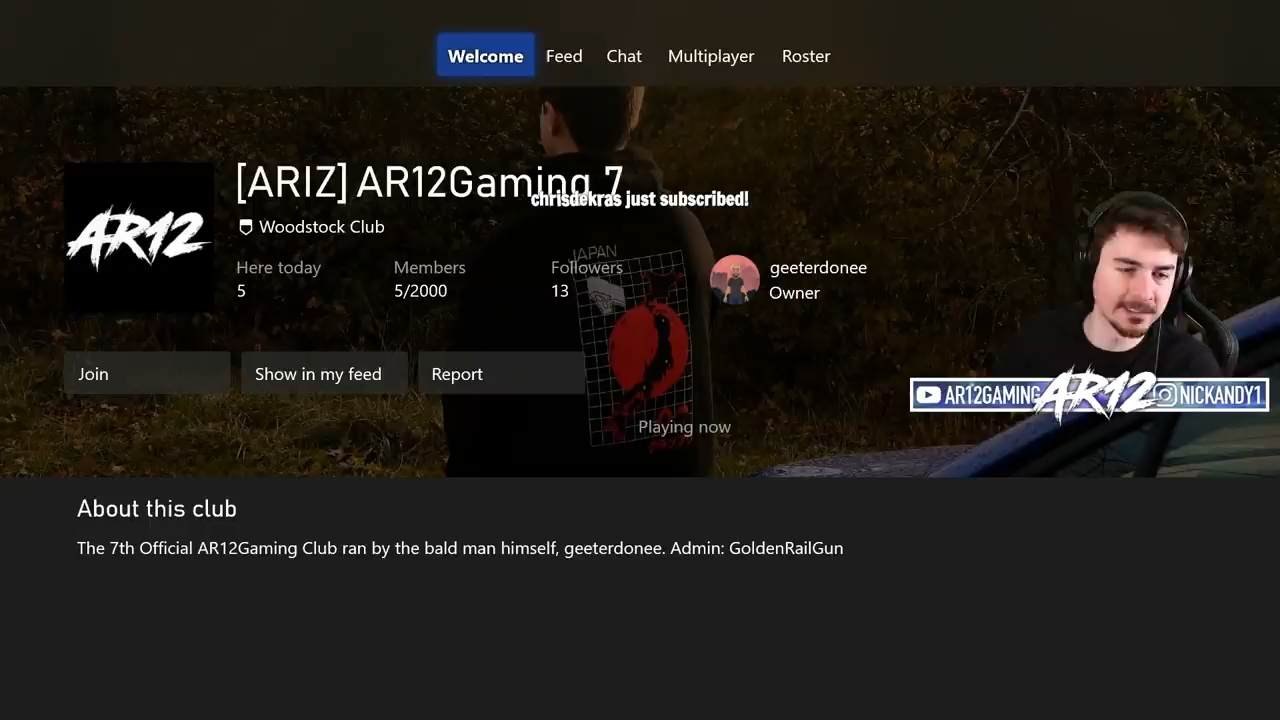 Welcome Feed Chat Multiplayer Roster
[ARIZ] AR12Gaming 7
chrisdekras just subscribed!
AR12
Woodstock Club
Here today Members Followers
5 5/2000 13
geeterdonee
Owner
JAPAN
Join Show in my feed Report
AR12GAMING AR12 NICKANDY1
Playing now
About this club
The 7th Official AR12Gaming Club ran by the bald man himself, geeterdonee. Admin: GoldenRailGun